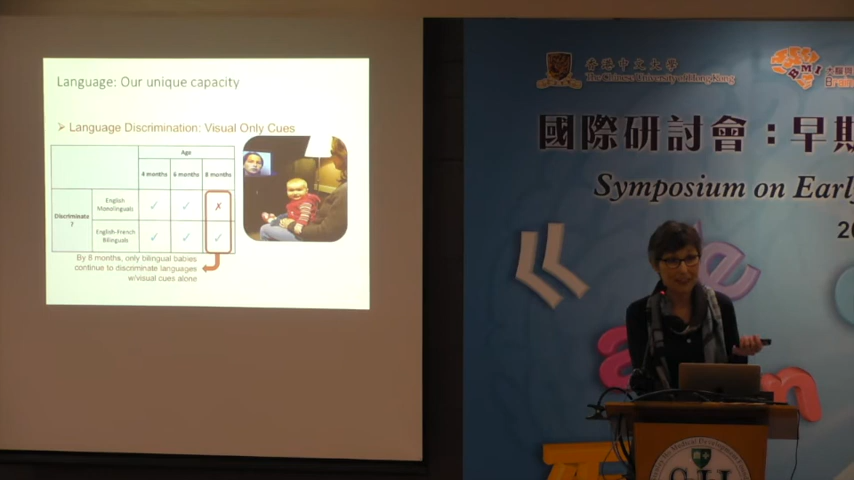 Language: Our unique capacity
➢ Language Discrimination: Visual Only Cues
Age
4 months 6 months 8 months
Discriminate
?
English
Monolinguals
✓ ✓ ✗
English-French
Bilinguals
✓ ✓ ✓
By 8 months, only bilingual babies
continue to discriminate languages
w/visual cues alone
香港中文大學
The Chinese University of Hong Kong
BMI
Brain
國際研討會：早期
Symposium on Early
20